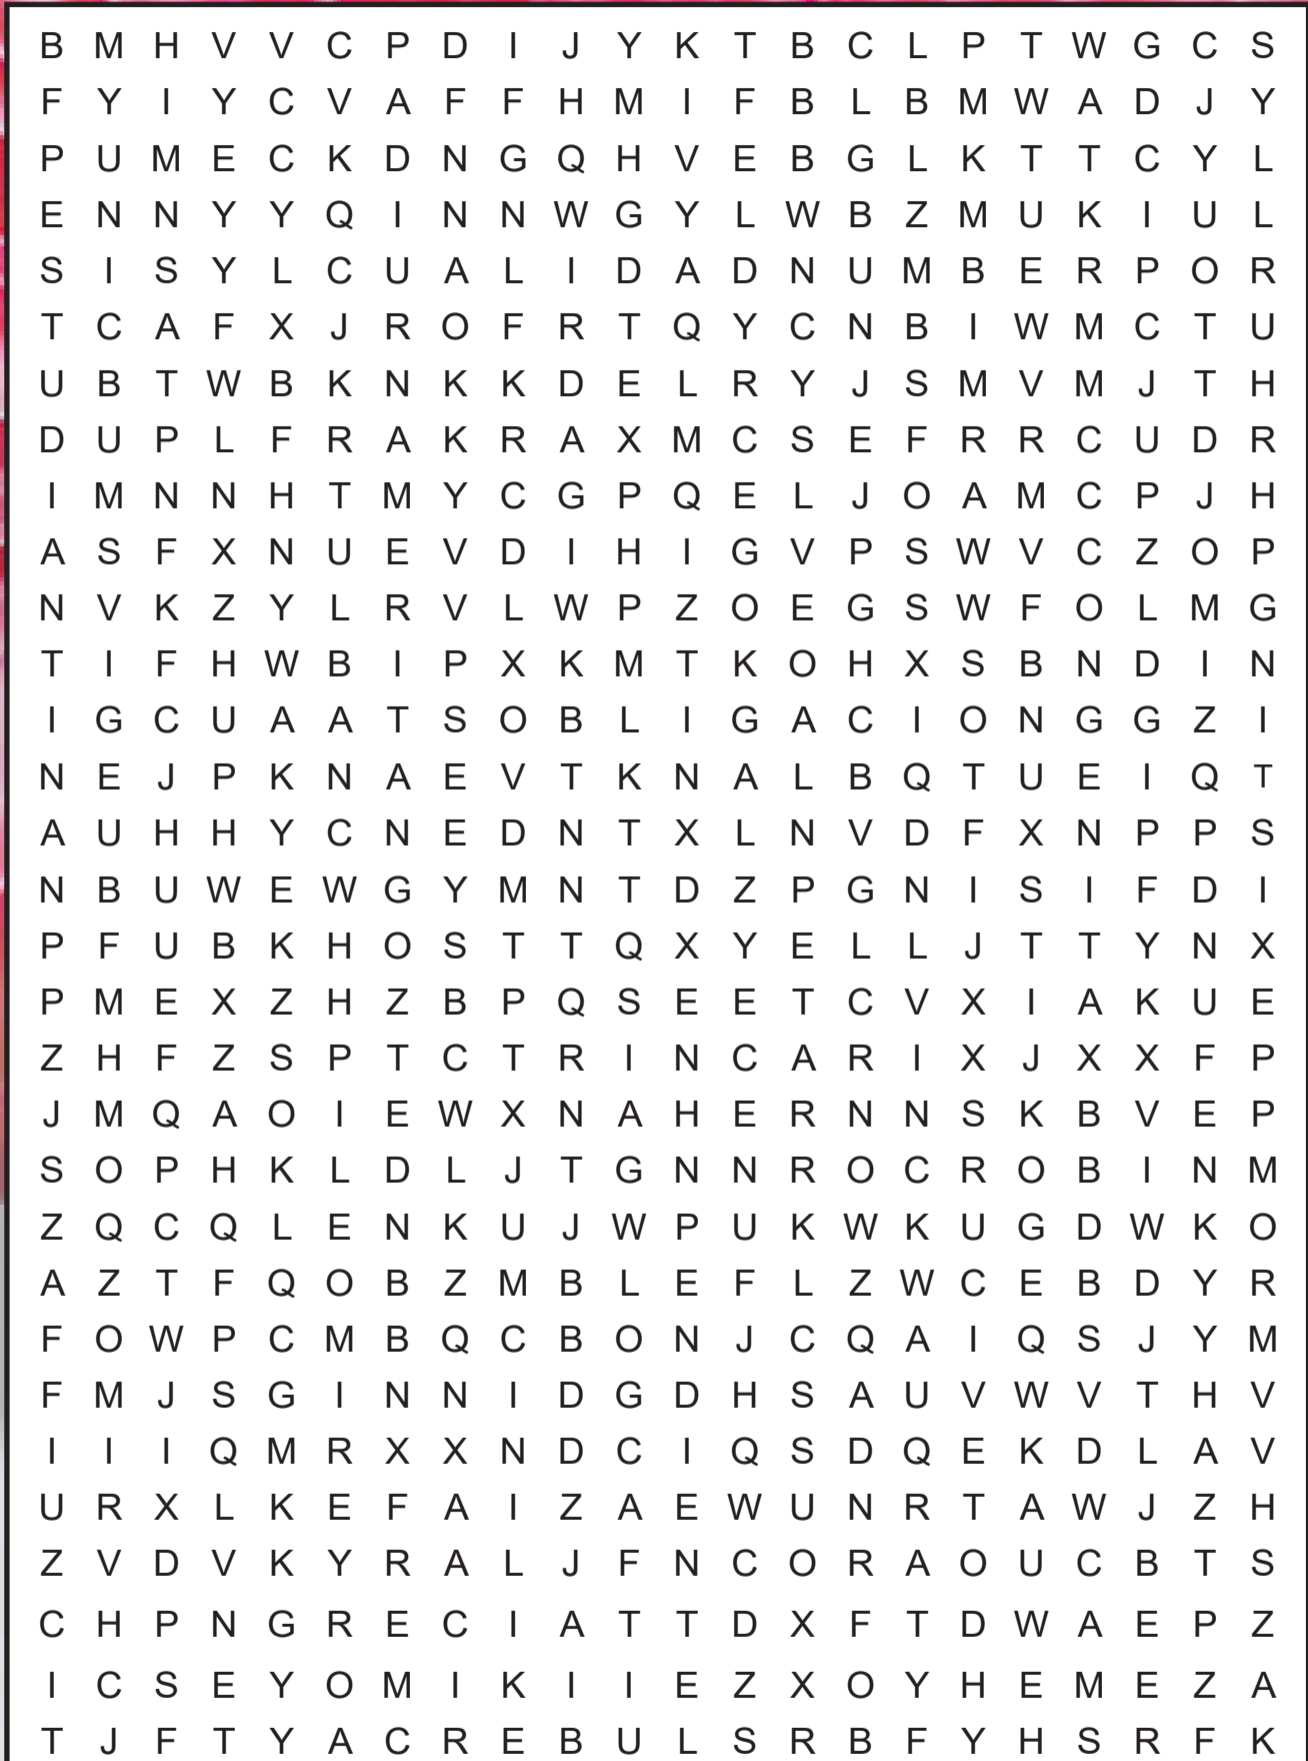 B M H V V C P D I J Y K T B C L P T W G C S
F Y I Y C V A F F H M I F B L B M W A D J Y
P U M E C K D N G Q H V E B G L K T T C Y L
E N N Y Y Q I N N W G Y L W B Z M U K I U L
S I S Y L C U A L I D A D N U M B E R P O R
T C A F X J R O F R T Q Y C N B I W M C T U
U B T W B K N K K D E L R Y J S M V M J T H
D U P L F R A K R A X M C S E F R R C U D R
I M N N H T M Y C G P Q E L J O A M C P J H
A S F X N U E V D I H I G V P S W V C Z O P
N V K Z Y L R V L W P Z O E G S W F O L M G
T I F H W B I P X K M T K O H X S B N D I N
I G C U A A T S O B L I G A C I O N G G Z I
N E J P K N A E V T K N A L B Q T U E I Q T
A U H H Y C N E D N T X L N V D F X N P P S
N B U W E W G Y M N T D Z P G N I S I F D I
P F U B K H O S T T Q X Y E L L J T T Y N X
P M E X Z H Z B P Q S E E T C V X I A K U E
Z H F Z S P T C T R I N C A R I X J X X F P
J M Q A O I E W X N A H E R N N S K B V E P
S O P H K L D L J T G N N R O C R O B I N M
Z Q C Q L E N K U J W P U K W K U G D W K O
A Z T F Q O B Z M B L E F L Z W C E B D Y R
F O W P C M B Q C B O N J C Q A I Q S J Y M
F M J S G I N N I D G D H S A U V W V T H V
I I I Q M R X X N D C I Q S D Q E K D L A V
U R X L K E F A I Z A E W U N R T A W J Z H
Z V D V K Y R A L J F N C O R A O U C B T S
C H P N G R E C I A T T D X F T D W A E P Z
I C S E Y O M I K I I E Z X O Y H E M E Z A
T J F T Y A C R E B U L S R B F Y H S R F K